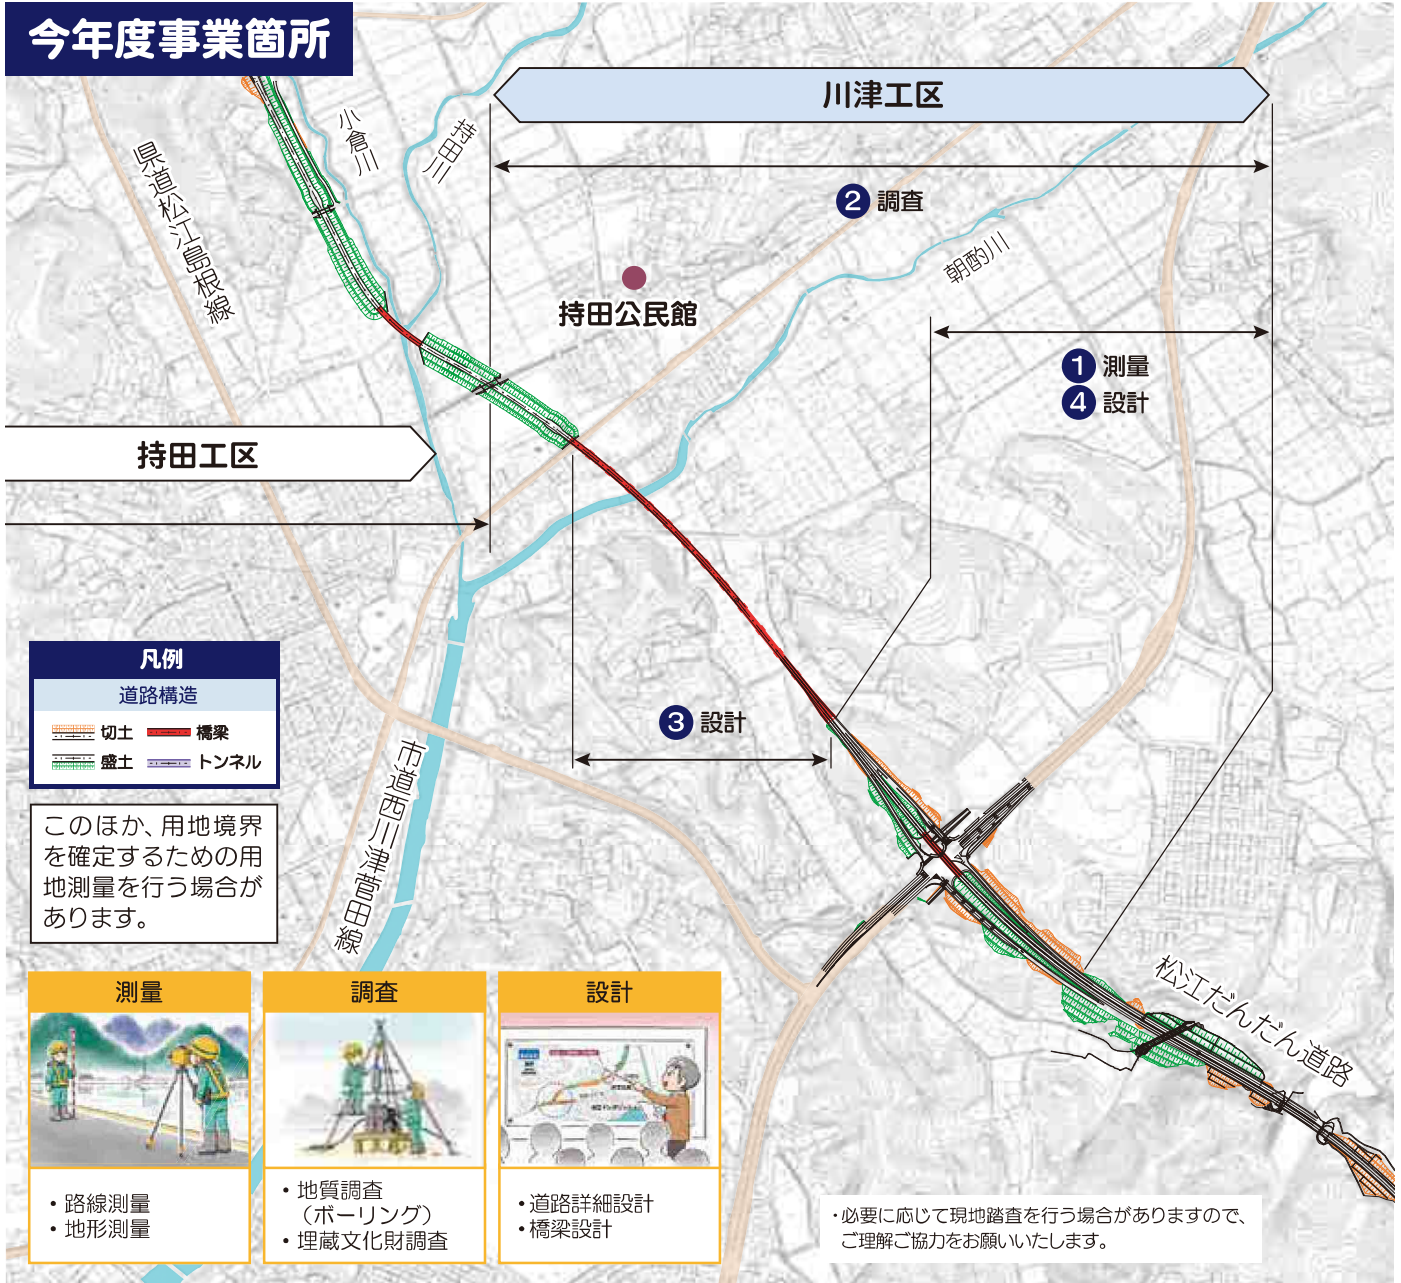 今年度事業箇所
川津工区
小倉川
持田川
県道松江島根線
2 調査
朝酌川
持田公民館
1 測量
4 設計
持田工区
凡例
道路構造
切土
橋梁
盛土
トンネル
3 設計
市道西川津菅田線
このほか、用地境界
を確定するための用
地測量を行う場合が
あります。
松江だんだん道路
測量
・路線測量
・地形測量
調査
・地質調査
（ボーリング）
・埋蔵文化財調査
設計
・道路詳細設計
・橋梁設計
・必要に応じて現地踏査を行う場合がありますので、
ご理解ご協力をお願いいたします。